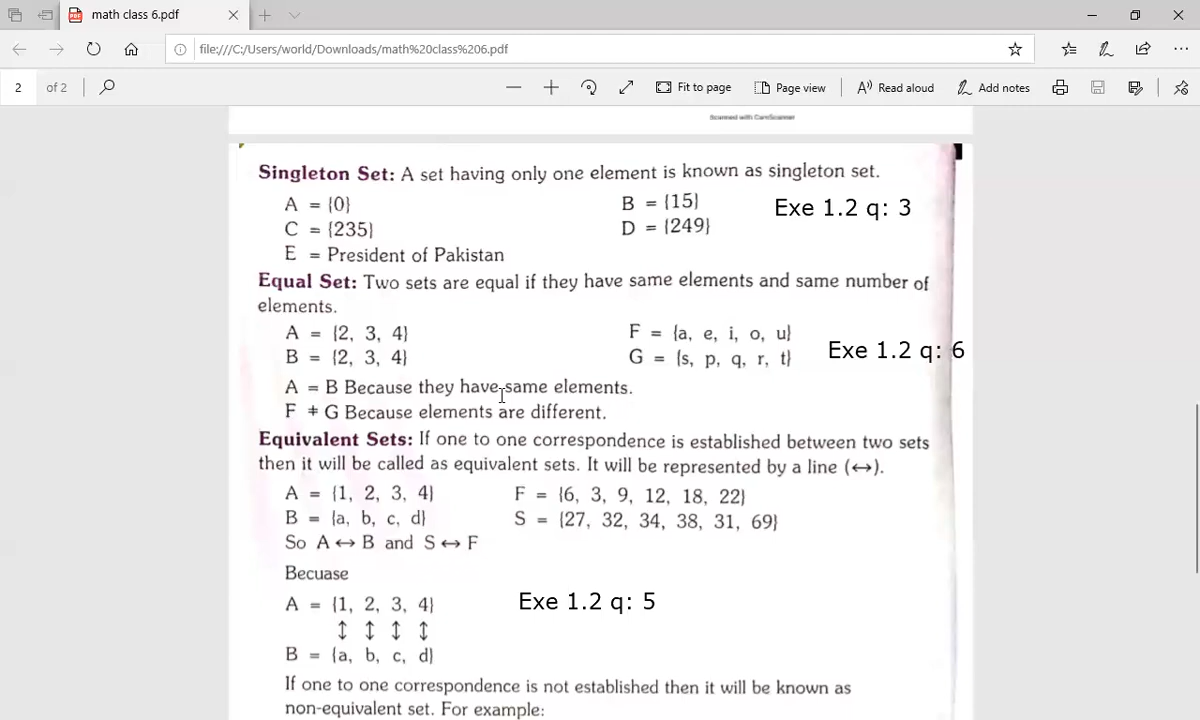 math class 6.pdf
file:///C:/Users/world/Downloads/math%20class%206.pdf
2 of 2 Fit to page Page view Read aloud Add notes
Scanned with CamScanner
Singleton Set: A set having only one element is known as singleton set.
A = {0} B = {15} Exe 1.2 q: 3
C = {235} D = {249}
E = President of Pakistan
Equal Set: Two sets are equal if they have same elements and same number of
elements.
A = {2, 3, 4} F = {a, e, i, o, u}
B = {2, 3, 4} G = {s, p, q, r, t} Exe 1.2 q: 6
A = B Because they have same elements.
F ≠ G Because elements are different.
Equivalent Sets: If one to one correspondence is established between two sets
then it will be called as equivalent sets. It will be represented by a line (↔).
A = {1, 2, 3, 4} F = {6, 3, 9, 12, 18, 22}
B = {a, b, c, d} S = {27, 32, 34, 38, 31, 69}
So A ↔ B and S ↔ F
Becuase
A = {1, 2, 3, 4} Exe 1.2 q: 5
↕ ↕ ↕ ↕
B = {a, b, c, d}
If one to one correspondence is not established then it will be known as
non-equivalent set. For example: